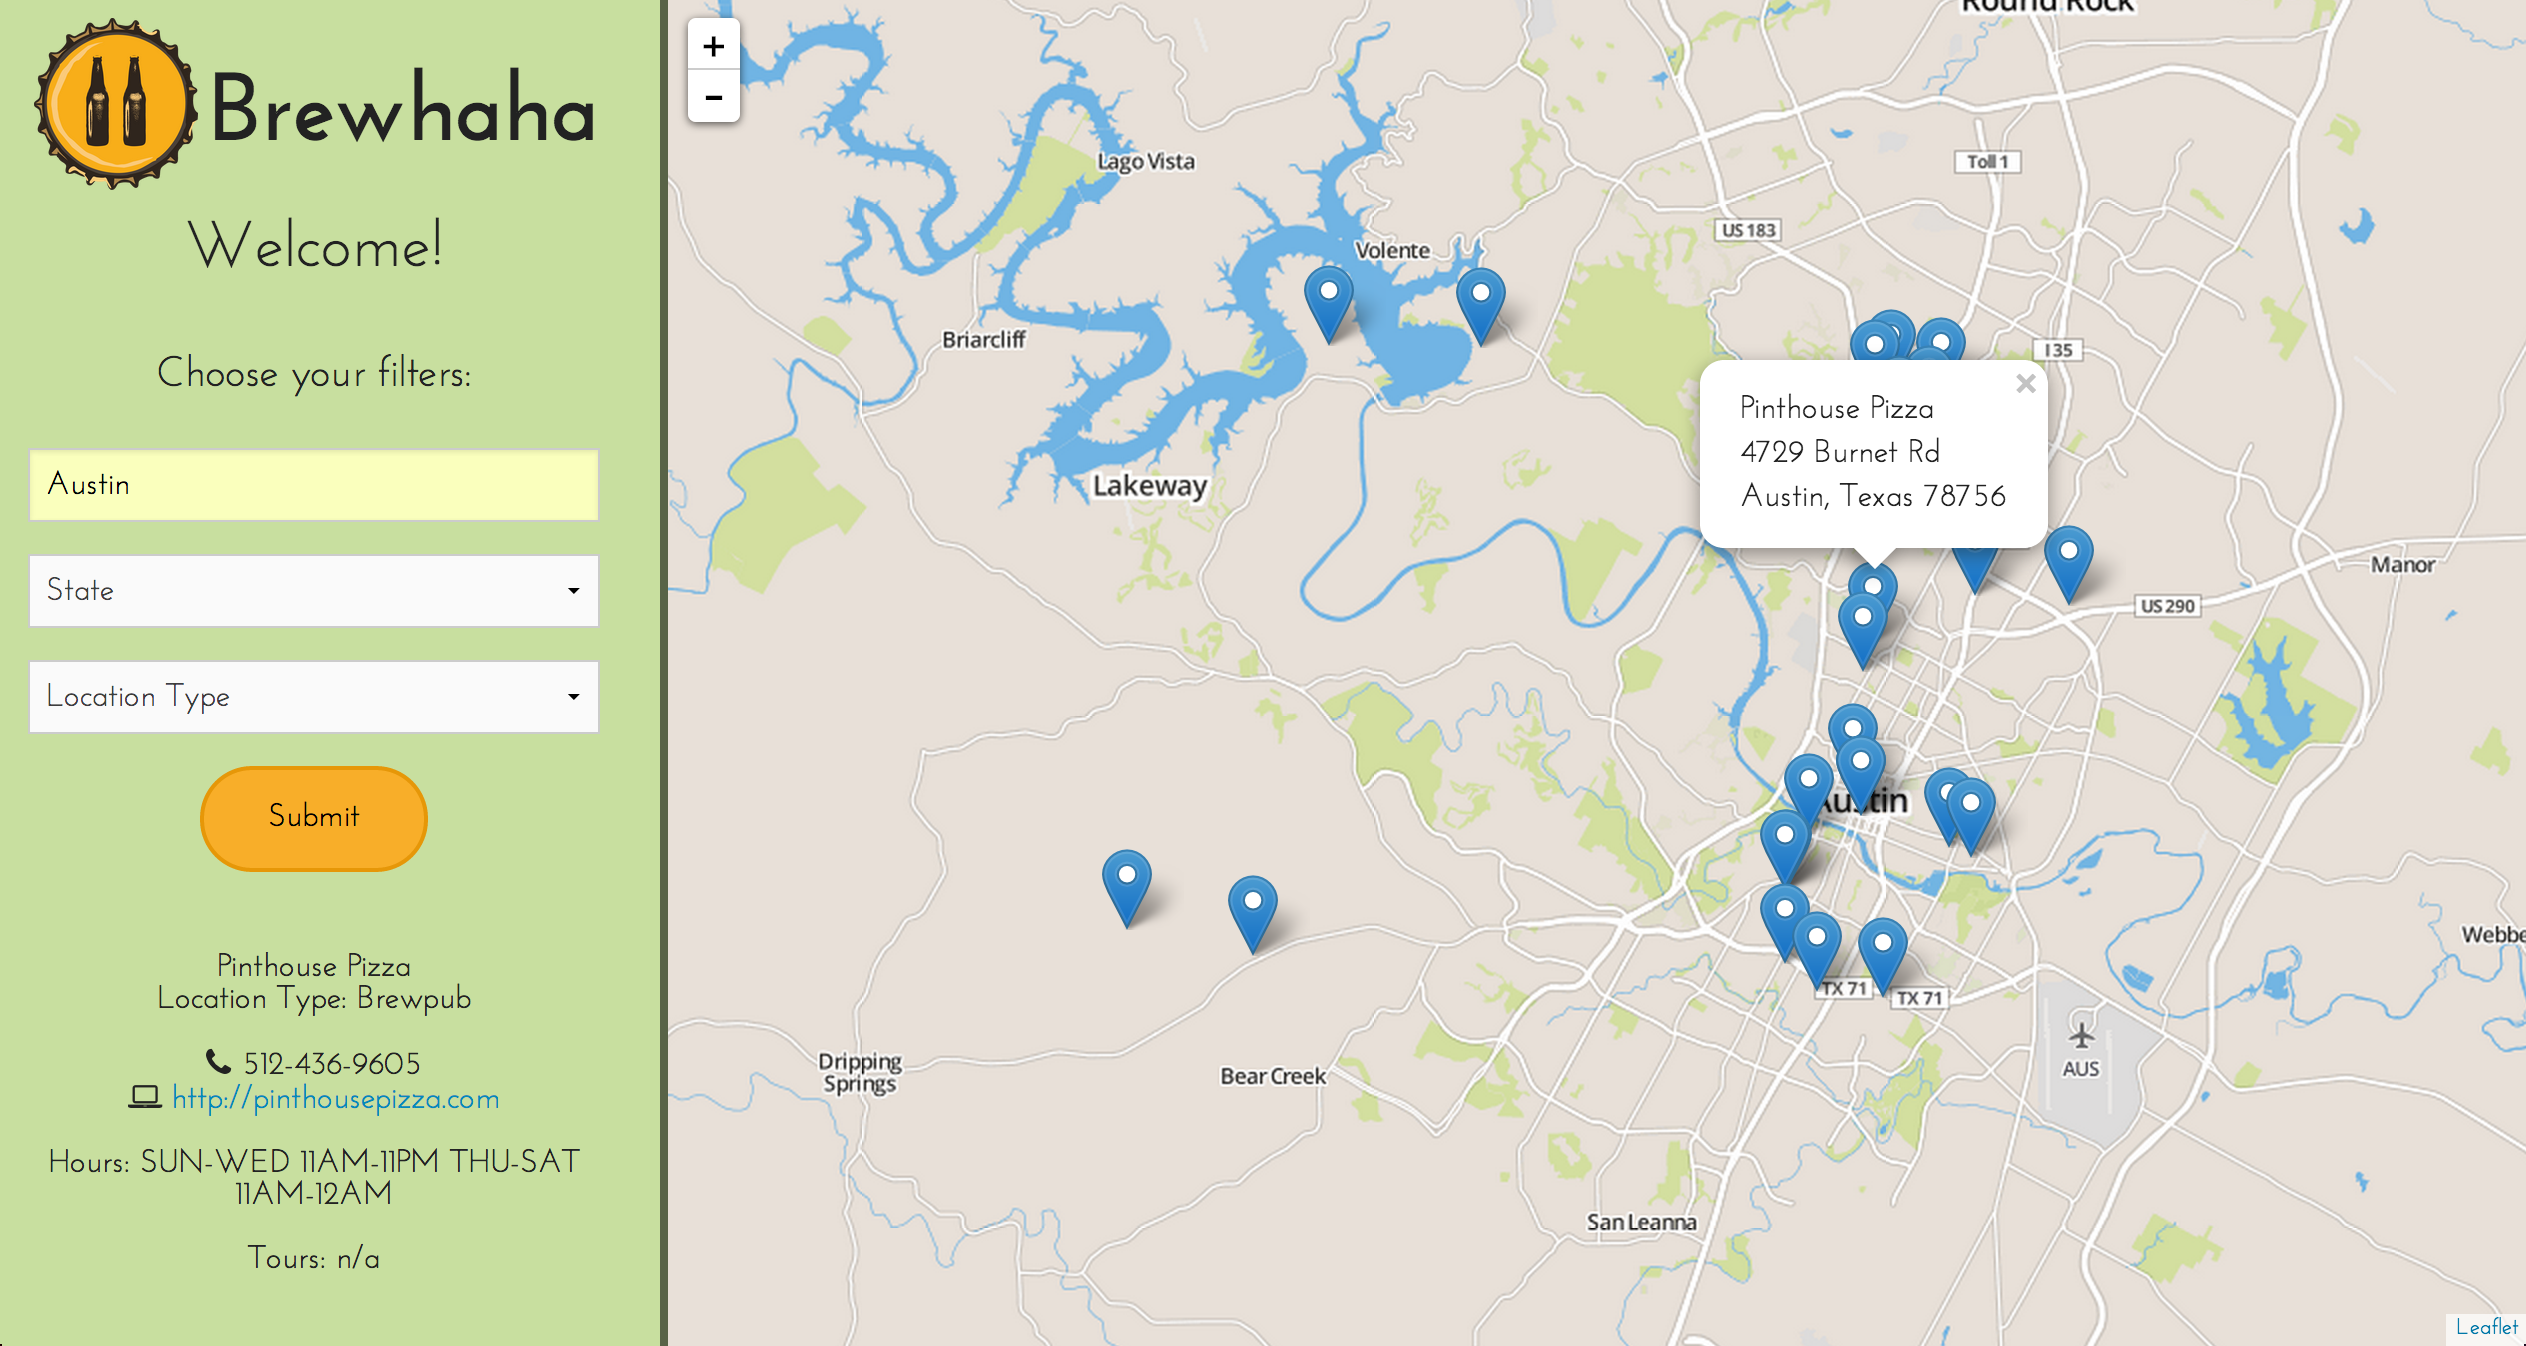 Brewhaha
Welcome!
Choose your filters:
Austin
State
Location Type
Submit
Pinthouse Pizza
Location Type: Brewpub
512-436-9605
http://pinthousepizza.com
Hours: SUN-WED 11AM-11PM THU-SAT
11AM-12AM
Tours: n/a
+
-
Round Rock
Lago Vista
Toll 1
US 183
Volente
Briarcliff
I 35
×
Pinthouse Pizza
4729 Burnet Rd
Austin, Texas 78756
Lakeway
Manor
US 290
Austin
Webbe
TX 71
TX 71
Dripping
Springs
Bear Creek
AUS
San Leanna
Leaflet